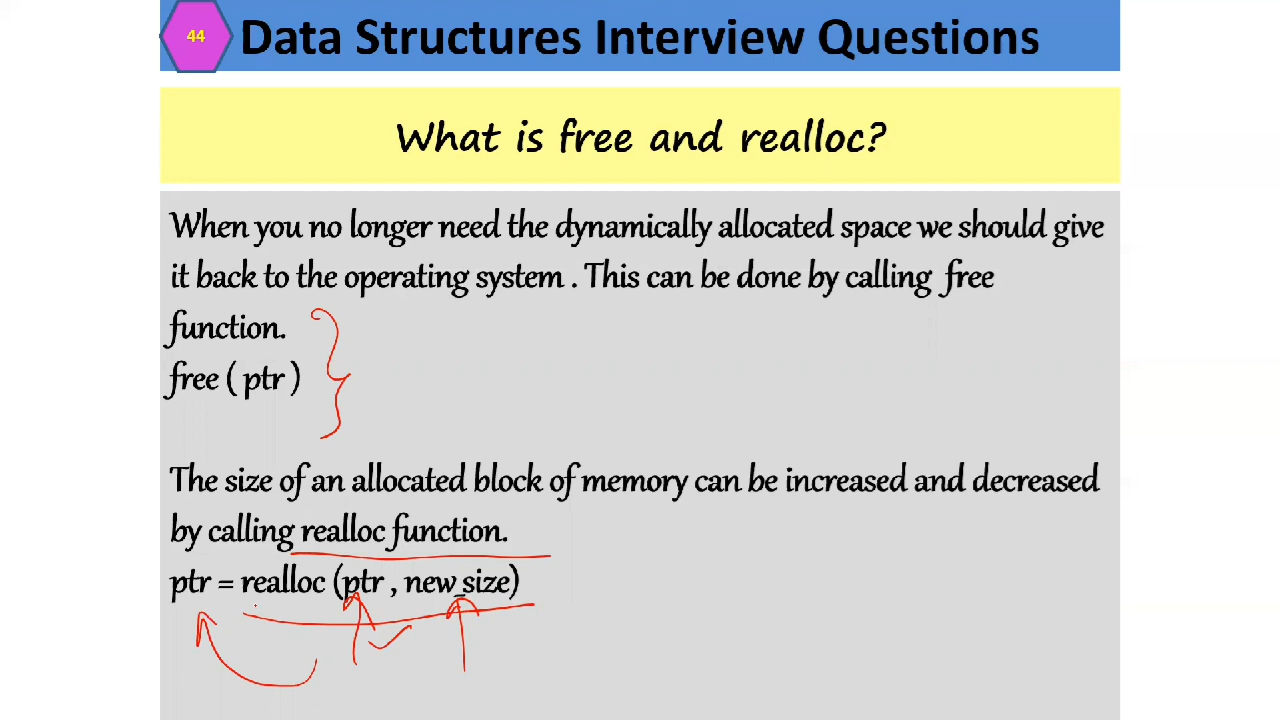 44
Data Structures Interview Questions
What is free and realloc?
When you no longer need the dynamically allocated space we should give
it back to the operating system . This can be done by calling free
function.
free ( ptr )
The size of an allocated block of memory can be increased and decreased
by calling realloc function.
ptr = realloc (ptr , new_size)